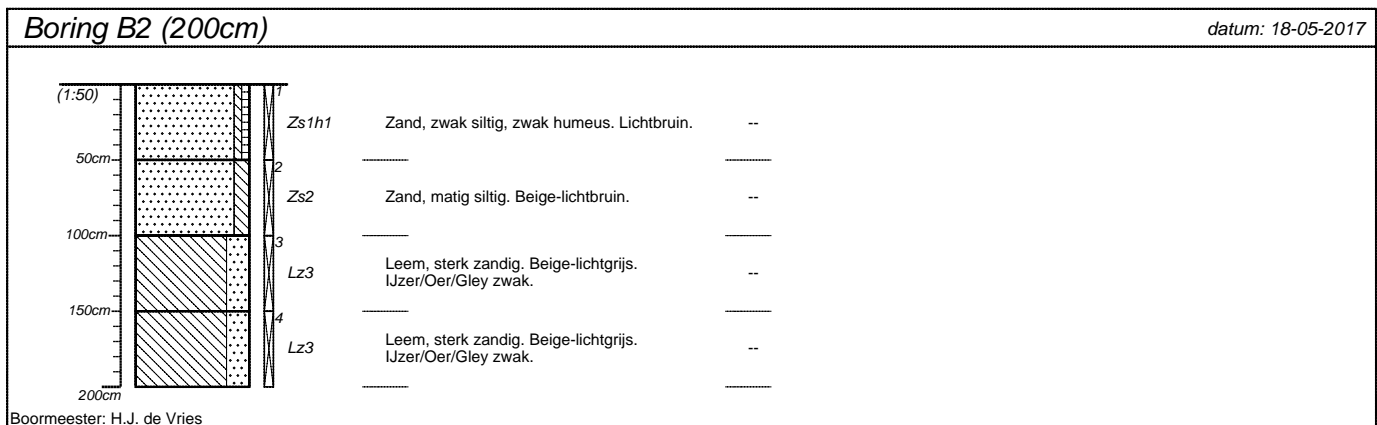 Boring B2 (200cm)
datum: 18-05-2017
(1:50)
1
Zs1h1 Zand, zwak siltig, zwak humeus. Lichtbruin. --
50cm
2
Zs2 Zand, matig siltig. Beige-lichtbruin. --
100cm
3
Lz3 Leem, sterk zandig. Beige-lichtgrijs. --
IJzer/Oer/Gley zwak.
150cm
4
Lz3 Leem, sterk zandig. Beige-lichtgrijs. --
IJzer/Oer/Gley zwak.
200cm
Boormeester: H.J. de Vries